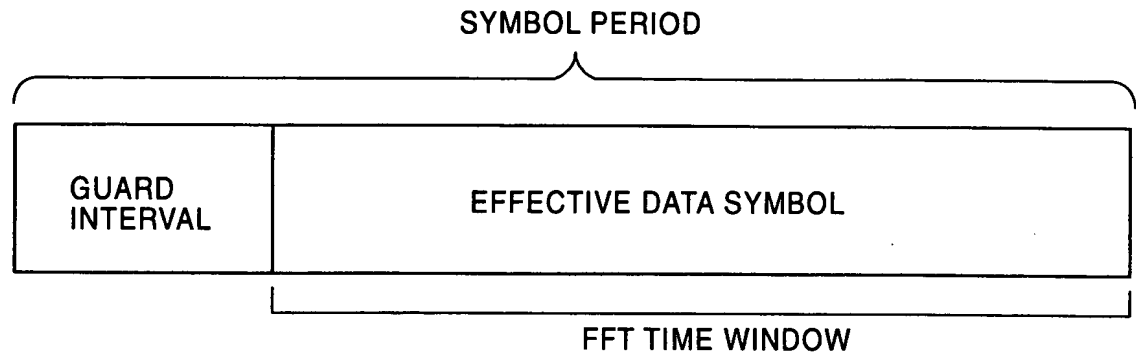 SYMBOL PERIOD
GUARD
INTERVAL
EFFECTIVE DATA SYMBOL
FFT TIME WINDOW